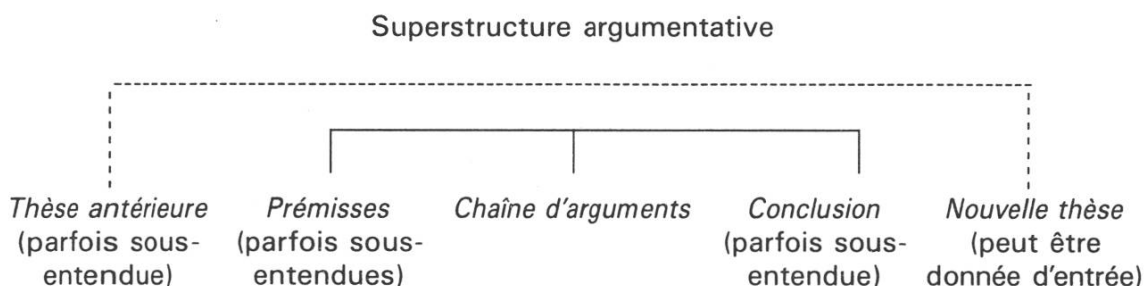 Superstructure argumentative
Thèse antérieure
(parfois sous-
entendue)
Prémisses
(parfois sous-
entendues)
Chaîne d'arguments
Conclusion
(parfois sous-
entendue)
Nouvelle thèse
(peut être
donnée d'entrée)